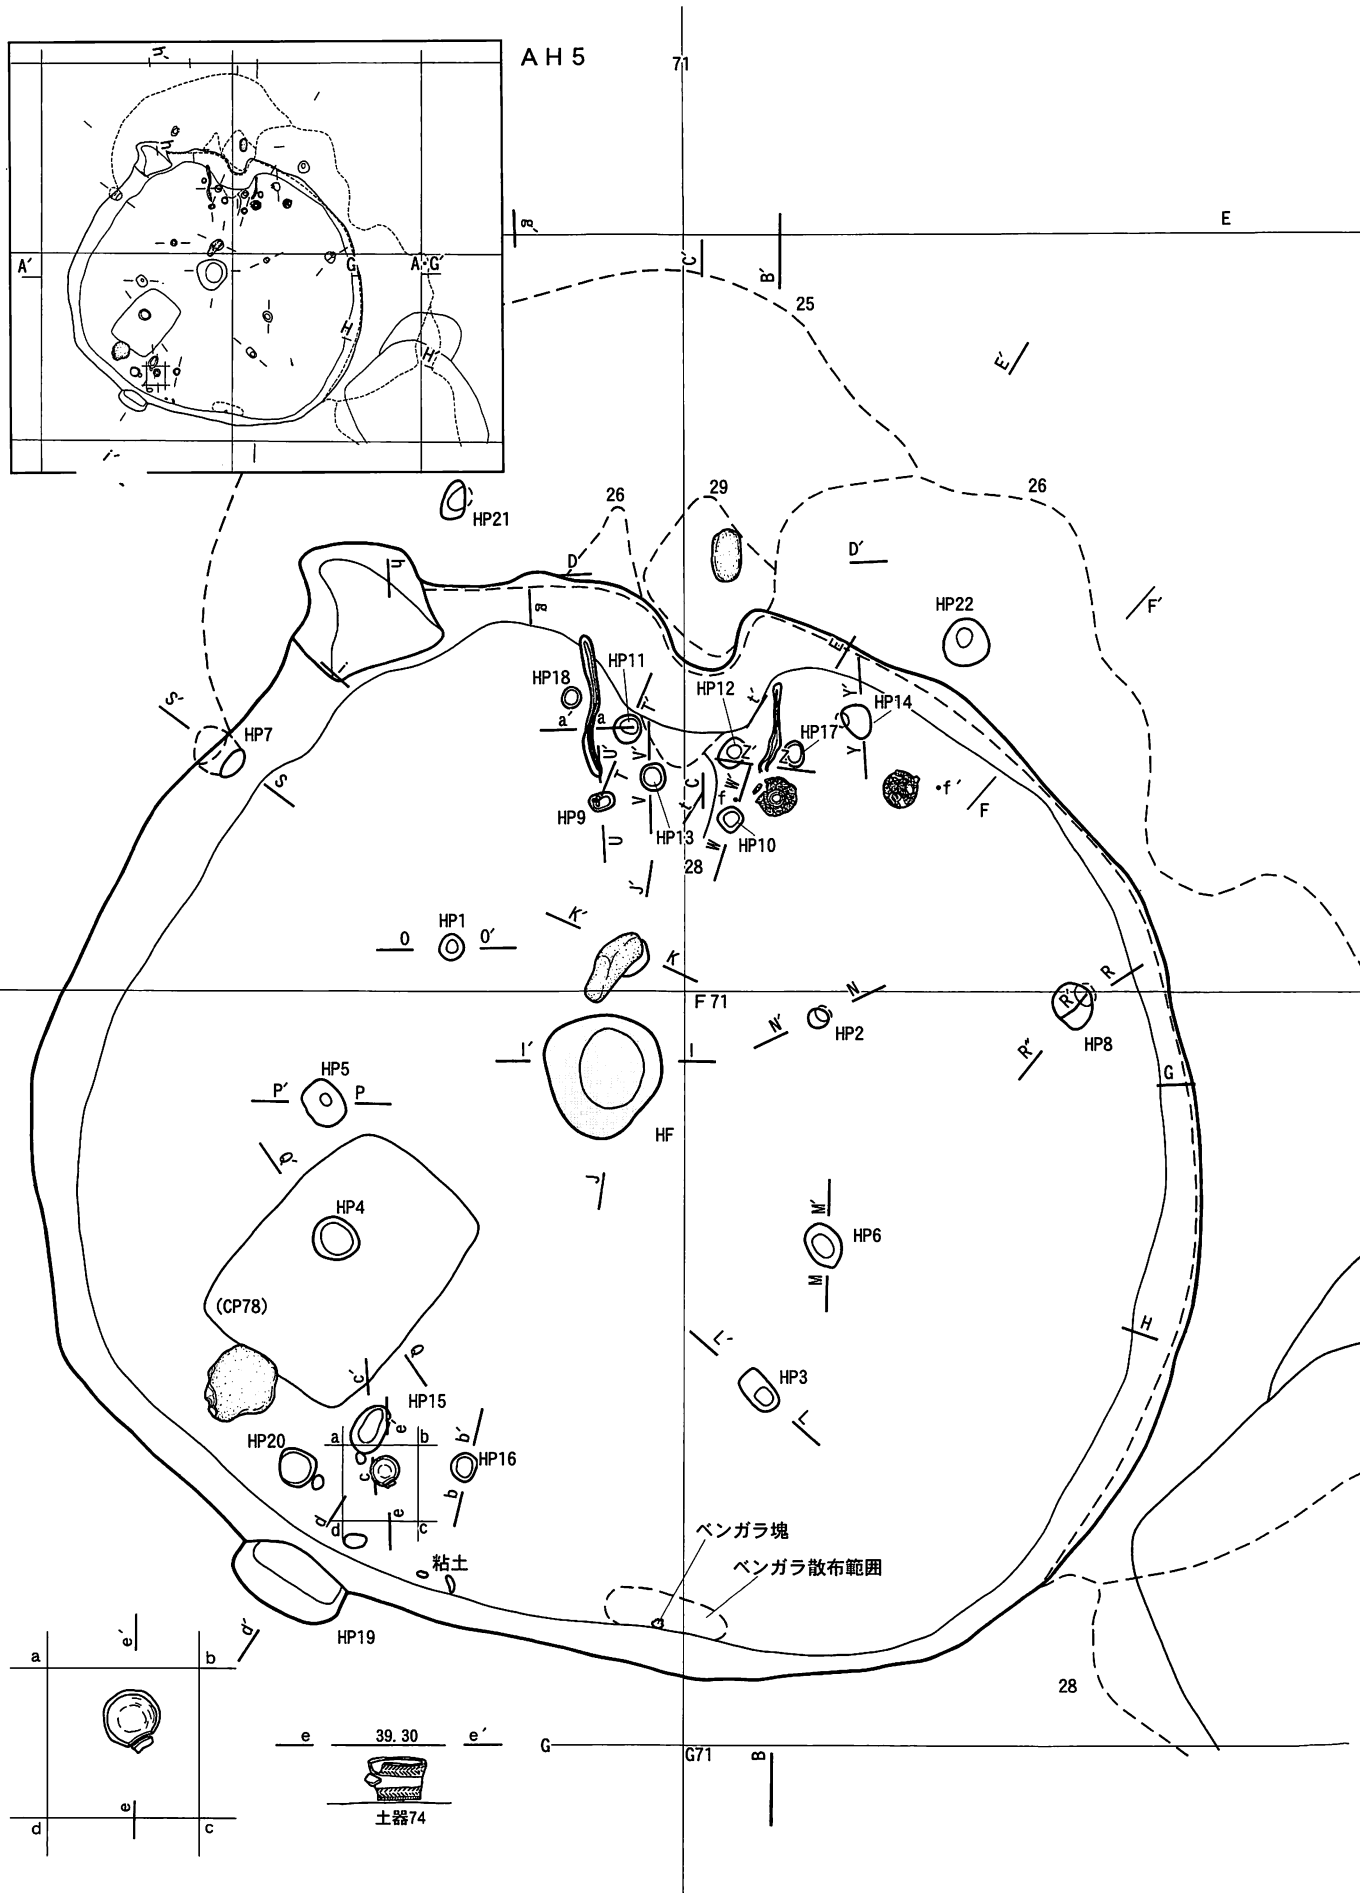 AH5
71
h'
A'
G
A・G'
H
H'
i'
g'
C'
B'
E
25
E'
26
29
26
HP21
D
D'
h
g
F'
HP22
E
i
HP18
HP11
T'
HP12
t'
Y'
HP14
S'
HP7
a'
a
U'
T
V'
Z'
Z
HP17
Y
S
HP9
V
C
W'
t
f
f'
F
U
HP13
W
HP10
J'
28
K'
O
HP1
O'
K
R
F71
N
R'
N'
HP2
HP8
R"
I'
I
G
HP5
P'
P
HF
Q'
J
HP4
M'
HP6
M
(CP78)
H
L'
Q
c'
HP15
HP3
e'
L
a
b
b'
HP20
c
HP16
d
e
b
d
c
ベンガラ塊
粘土
ベンガラ散布範囲
HP19
d'
e'
a
b
28
e
39.30
e'
G
G71
B
e
d
c
土器74